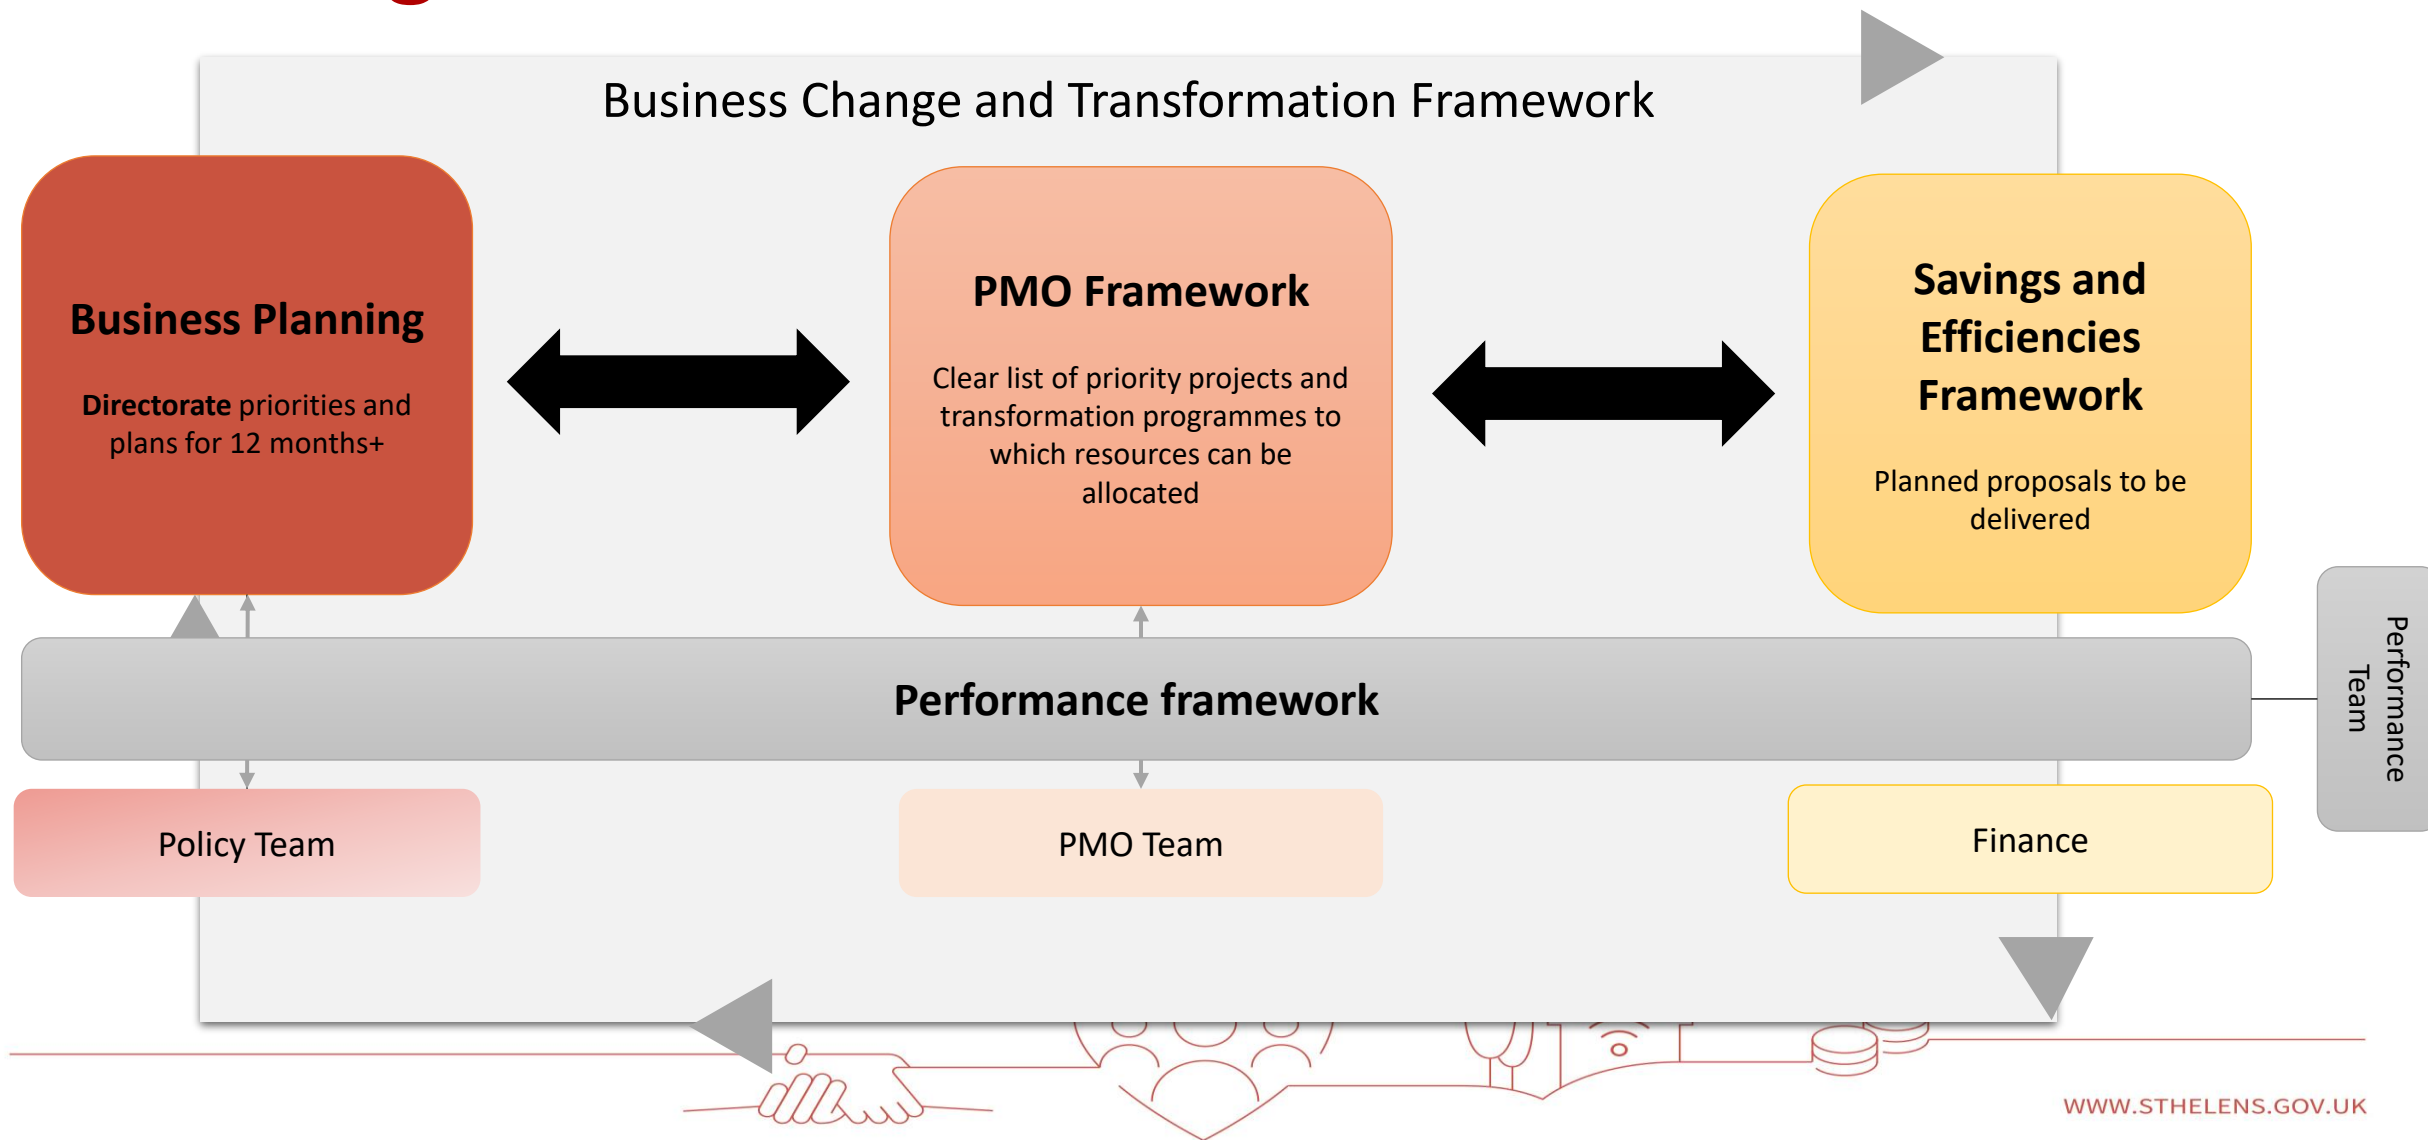 Business Change and Transformation Framework
Business Planning
Directorate priorities and
plans for 12 months+
PMO Framework
Clear list of priority projects and
transformation programmes to
which resources can be
allocated
Savings and
Efficiencies
Framework
Planned proposals to be
delivered
Performance framework
Performance
Team
Policy Team
PMO Team
Finance
WWW.STHELENS.GOV.UK